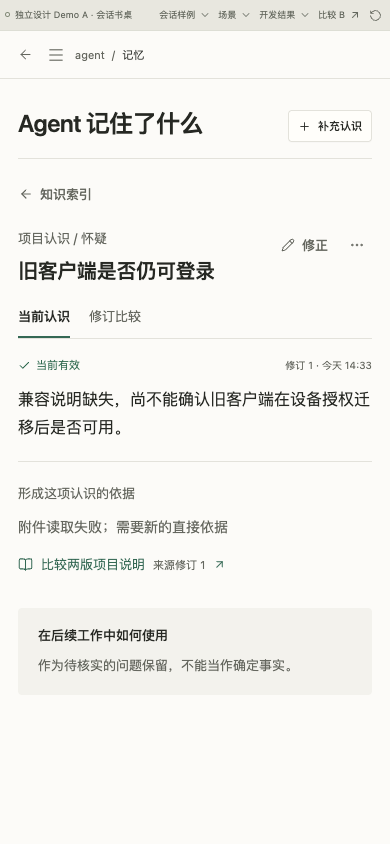 独立设计 Demo A · 会话书桌 会话样例 场景 开发结果 比较 B
agent / 记忆
Agent 记住了什么
补充认识
知识索引
项目认识 / 怀疑
修正
旧客户端是否仍可登录
当前认识 修订比较
当前有效 修订 1 · 今天 14:33
兼容说明缺失，尚不能确认旧客户端在设备授权迁
移后是否可用。
形成这项认识的依据
附件读取失败；需要新的直接依据
比较两版项目说明 来源修订 1
在后续工作中如何使用
作为待核实的问题保留，不能当作确定事实。